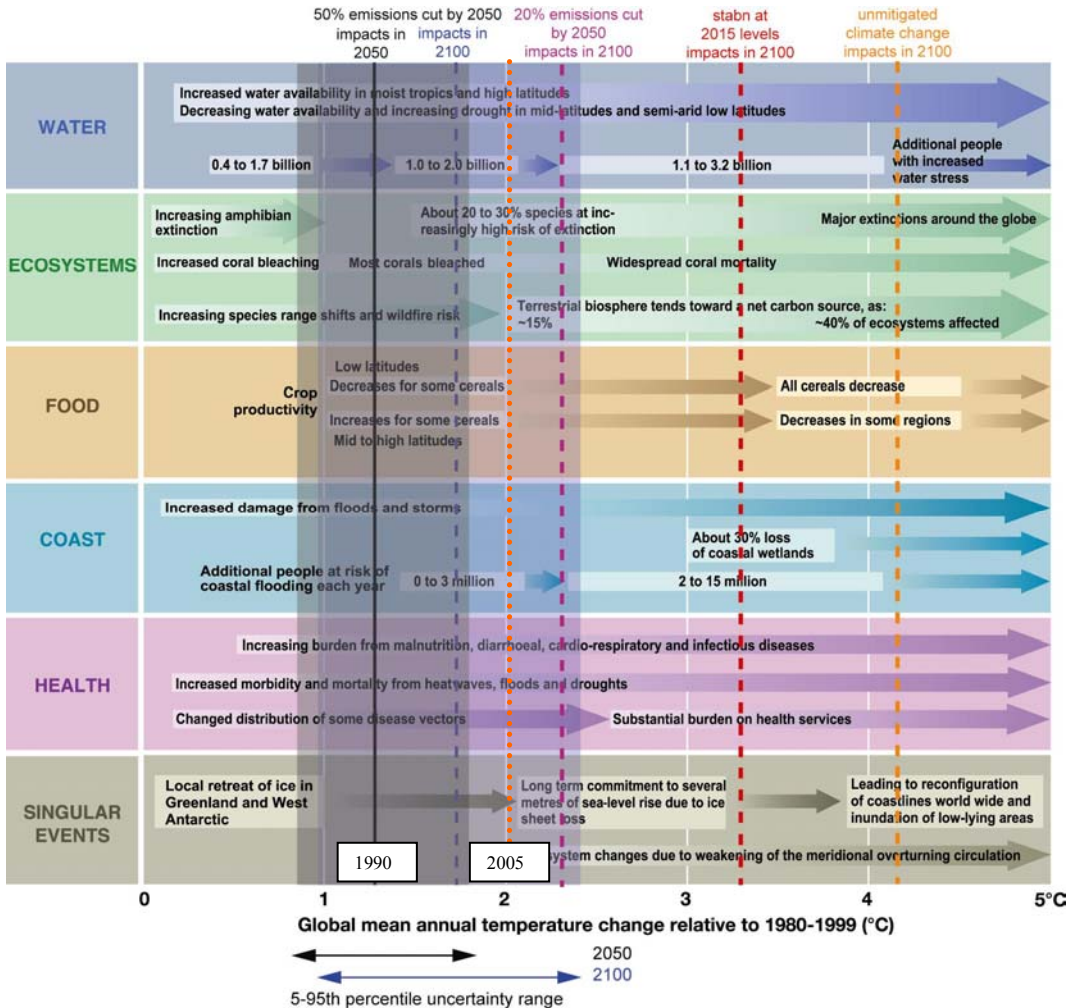 50% emissions cut by 2050
impacts in
2050
impacts in
2100
20% emissions cut
by 2050
impacts in 2100
stabn at
2015 levels
impacts in 2100
unmitigated
climate change
impacts in 2100
WATER
Increased water availability in moist tropics and high latitudes
Decreasing water availability and increasing drought in mid-latitudes and semi-arid low latitudes
0.4 to 1.7 billion
1.0 to 2.0 billion
1.1 to 3.2 billion
Additional people
with increased
water stress
ECOSYSTEMS
Increasing amphibian
extinction
About 20 to 30% species at inc-
reasingly high risk of extinction
Major extinctions around the globe
Increased coral bleaching
Most corals bleached
Widespread coral mortality
Increasing species range shifts and wildfire risk
Terrestrial biosphere tends toward a net carbon source, as:
~15%
~40% of ecosystems affected
FOOD
Crop
productivity
Low latitudes
Decreases for some cereals
All cereals decrease
Increases for some cereals
Decreases in some regions
Mid to high latitudes
COAST
Increased damage from floods and storms
About 30% loss
of coastal wetlands
Additional people at risk of
coastal flooding each year
0 to 3 million
2 to 15 million
HEALTH
Increasing burden from malnutrition, diarrhoeal, cardio-respiratory and infectious diseases
Increased morbidity and mortality from heatwaves, floods and droughts
Changed distribution of some disease vectors
Substantial burden on health services
SINGULAR
EVENTS
Local retreat of ice in
Greenland and West
Antarctic
Long term commitment to several
metres of sea-level rise due to ice
sheet loss
Leading to reconfiguration
of coastlines world wide and
inundation of low-lying areas
1990
2005
system changes due to weakening of the meridional overturning circulation
0
1
2
3
4
5°C
Global mean annual temperature change relative to 1980-1999 (°C)
2050
2100
5-95th percentile uncertainty range